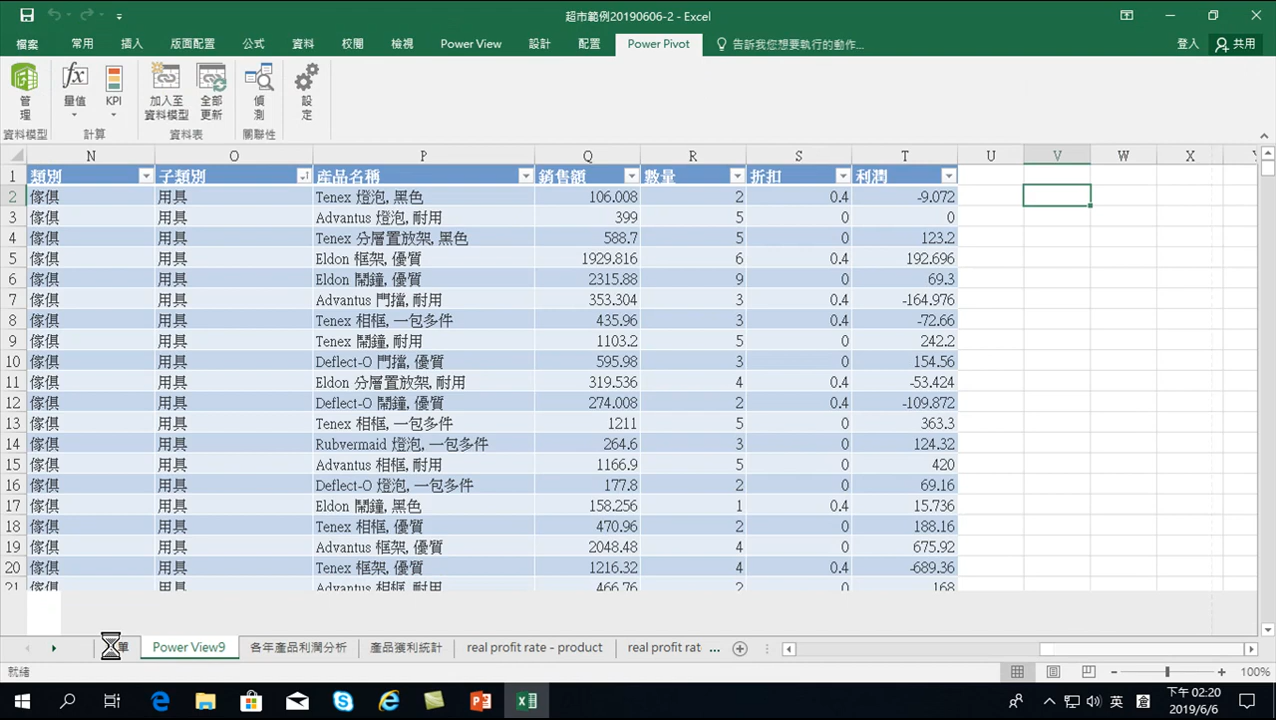 超市範例20190606-2 - Excel
檔案 常用 插入 版面配置 公式 資料 校閱 檢視 Power View 設計 配置 Power Pivot 告訴我您想要執行的動作... 登入 共用
管理 量值 KPI 加入至資料模型 全部更新 偵測 設定
資料模型 計算 資料表 關聯性
N O P Q R S T U V W X
1 類別 子類別 產品名稱 銷售額 數量 折扣 利潤
2 傢俱 用具 Tenex 燈泡, 黑色 106.008 2 0.4 -9.072
3 傢俱 用具 Advantus 燈泡, 耐用 399 5 0 0
4 傢俱 用具 Tenex 分層置放架, 黑色 588.7 5 0 123.2
5 傢俱 用具 Eldon 框架, 優質 1929.816 6 0.4 192.696
6 傢俱 用具 Eldon 鬧鐘, 優質 2315.88 9 0 69.3
7 傢俱 用具 Advantus 門擋, 耐用 353.304 3 0.4 -164.976
8 傢俱 用具 Tenex 相框, 一包多件 435.96 3 0.4 -72.66
9 傢俱 用具 Tenex 鬧鐘, 耐用 1103.2 5 0 242.2
10 傢俱 用具 Deflect-O 門擋, 優質 595.98 3 0 154.56
11 傢俱 用具 Eldon 分層置放架, 耐用 319.536 4 0.4 -53.424
12 傢俱 用具 Deflect-O 鬧鐘, 優質 274.008 2 0.4 -109.872
13 傢俱 用具 Tenex 相框, 一包多件 1211 5 0 363.3
14 傢俱 用具 Rubvermaid 燈泡, 一包多件 264.6 3 0 124.32
15 傢俱 用具 Advantus 相框, 耐用 1166.9 5 0 420
16 傢俱 用具 Deflect-O 燈泡, 一包多件 177.8 2 0 69.16
17 傢俱 用具 Eldon 鬧鐘, 黑色 158.256 1 0.4 15.736
18 傢俱 用具 Tenex 相框, 優質 470.96 2 0 188.16
19 傢俱 用具 Advantus 框架, 優質 2048.48 4 0 675.92
20 傢俱 用具 Tenex 框架, 優質 1216.32 4 0.4 -689.36
21 傢俱 用具 Advantus 相框, 耐用 466.76 2 0 168
單 Power View9 各年產品利潤分析 產品獲利統計 real profit rate - product real profit rat ...
就緒 100%
英 下午 02:20
2019/6/6